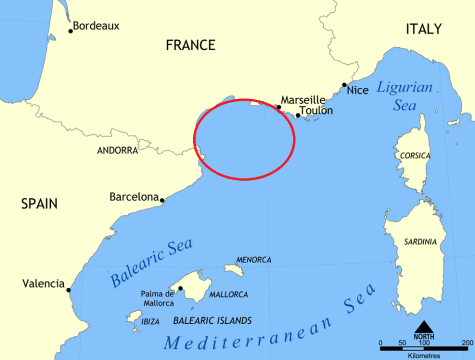 Bordeaux
FRANCE
ITALY
Nice
Ligurian
Sea
Marseille
Toulon
ANDORRA
CORSICA
SPAIN
Barcelona
SARDINIA
Balearic Sea
MENORCA
Valencia
Palma de
Mallorca
MALLORCA
IBIZA
BALEARIC ISLANDS
Mediterranean Sea
NORTH
0 50 100 200
Kilometres